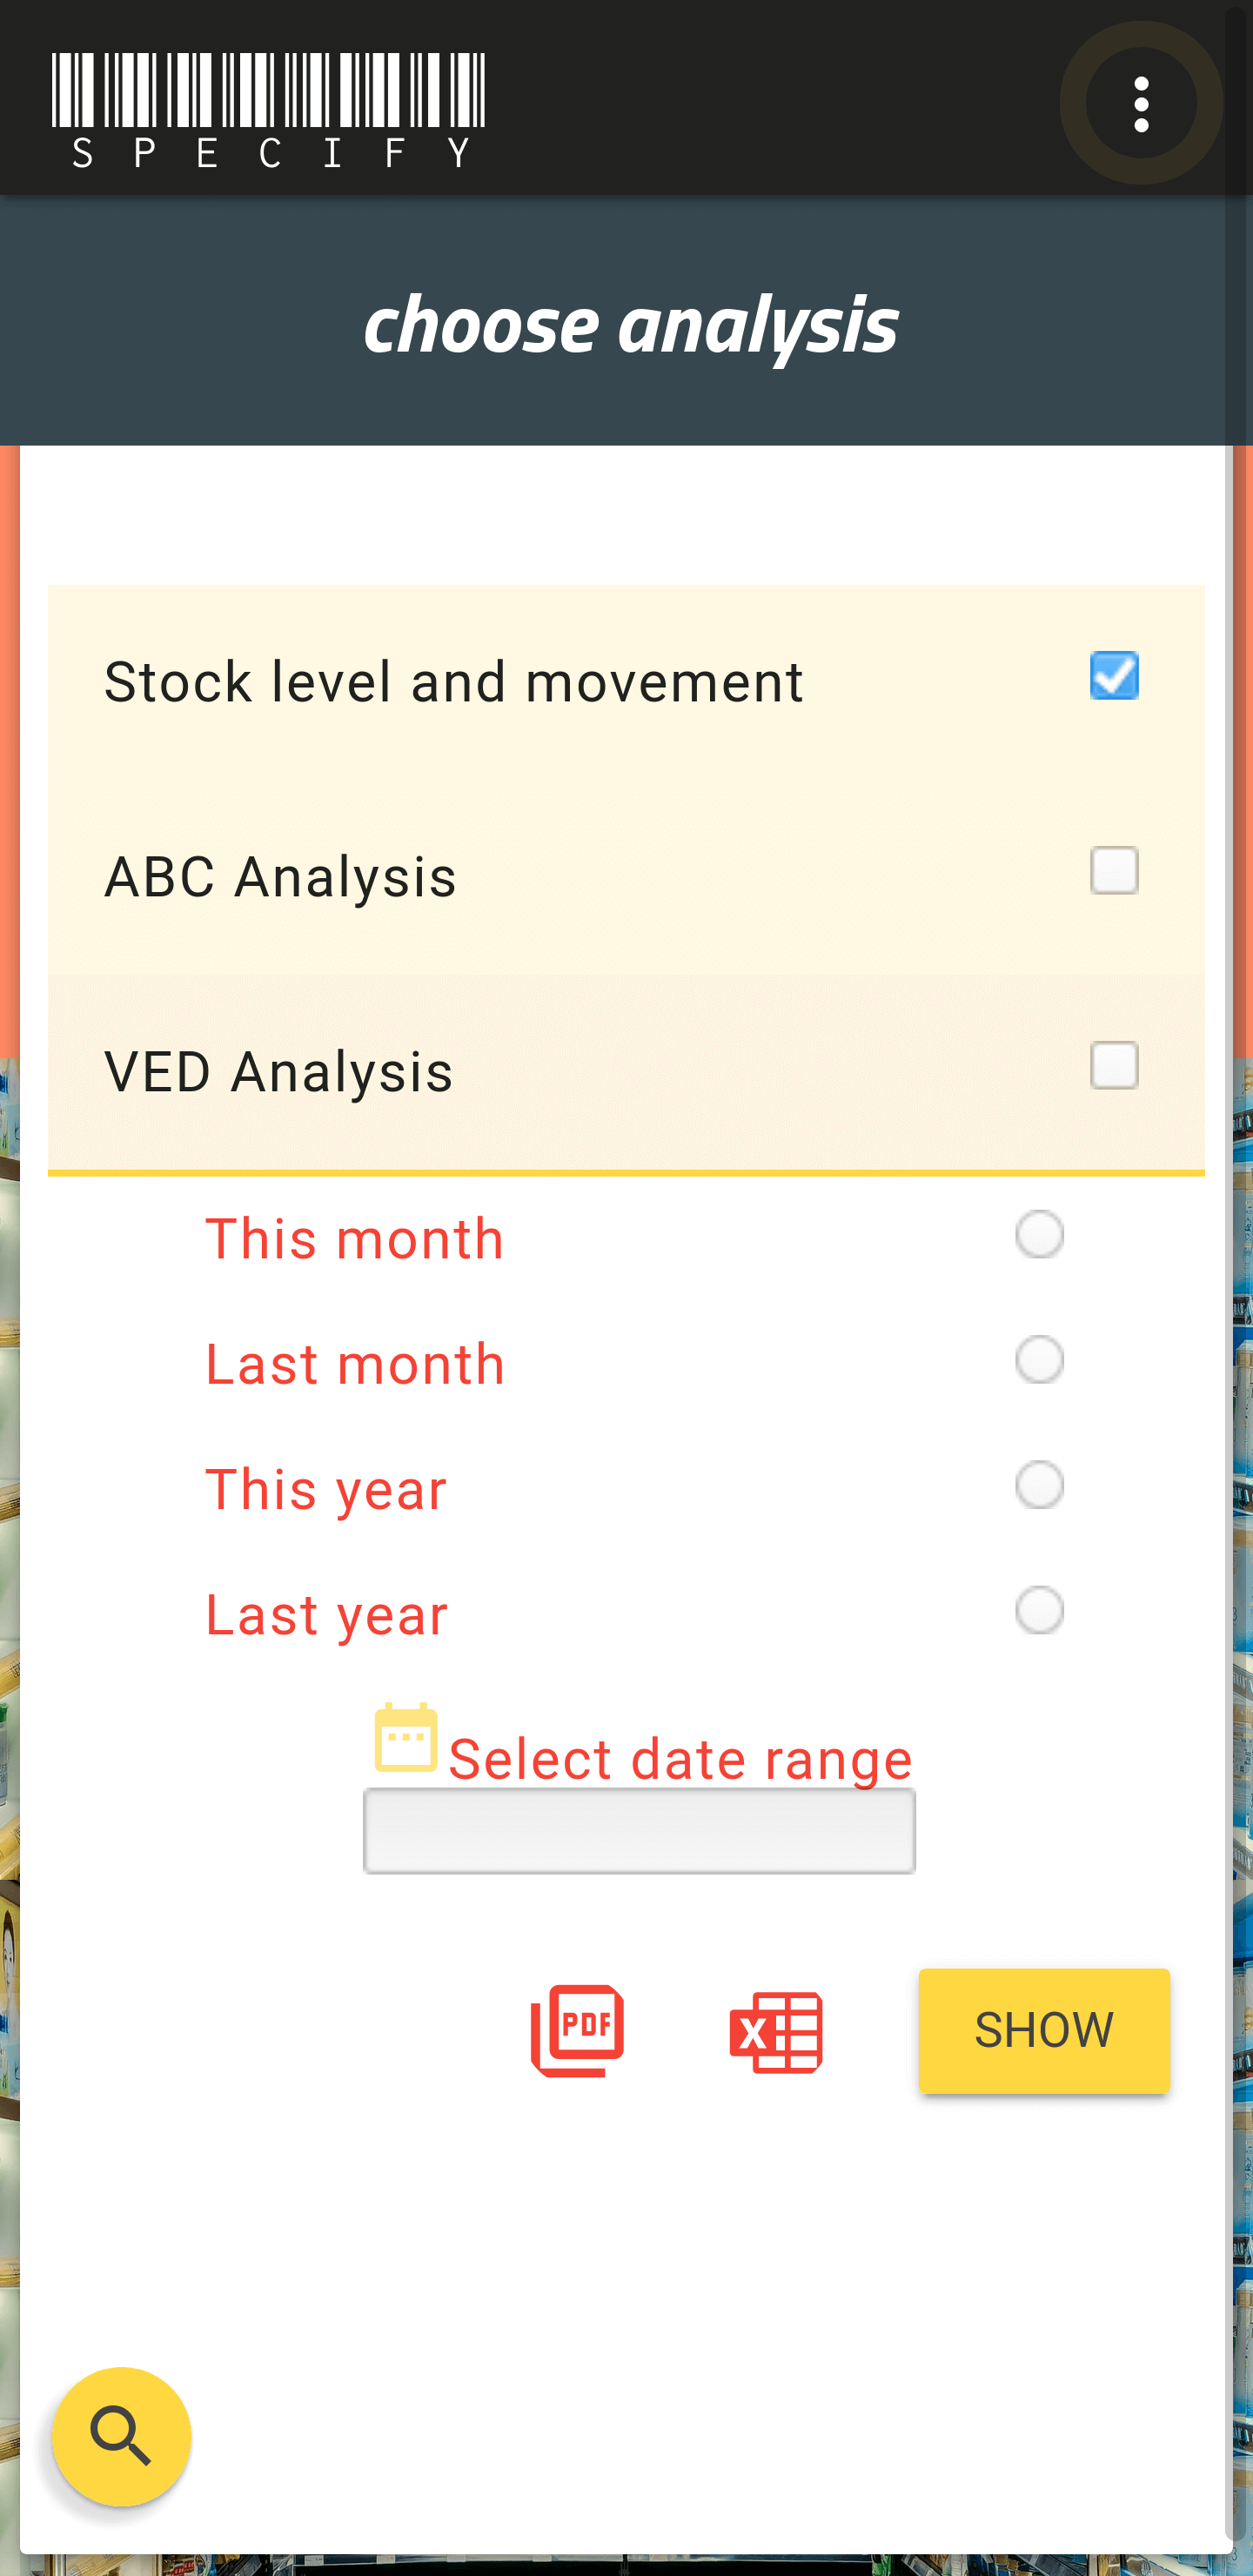 SPECIFY
choose analysis
Stock level and movement
ABC Analysis
VED Analysis
This month
Last month
This year
Last year
Select date range
PDF
X
SHOW